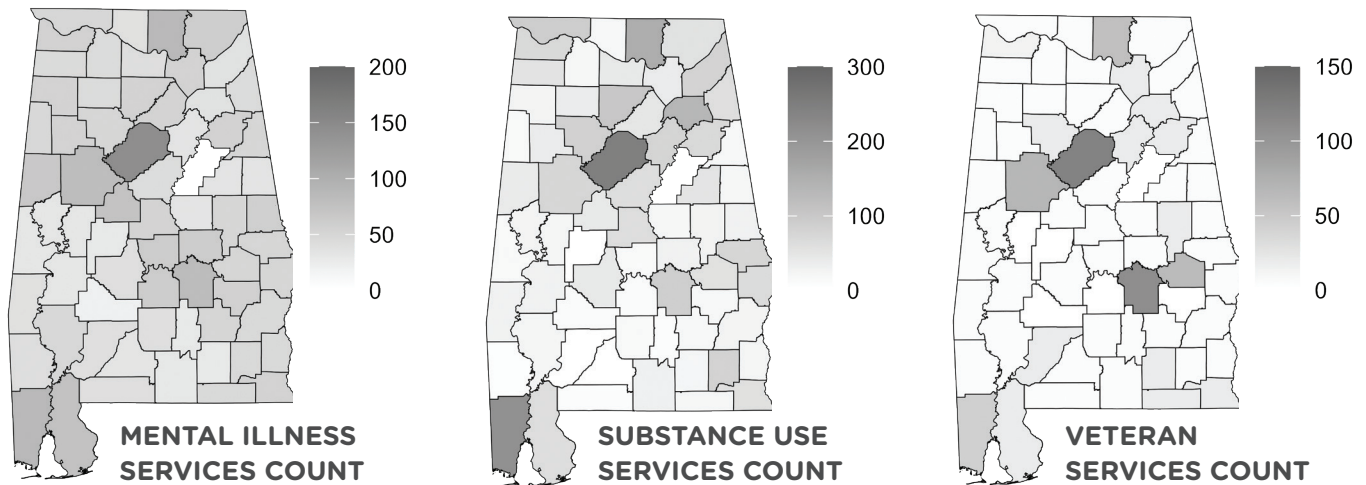 200
150
100
50
0
MENTAL ILLNESS
SERVICES COUNT
300
200
100
0
SUBSTANCE USE
SERVICES COUNT
150
100
50
0
VETERAN
SERVICES COUNT